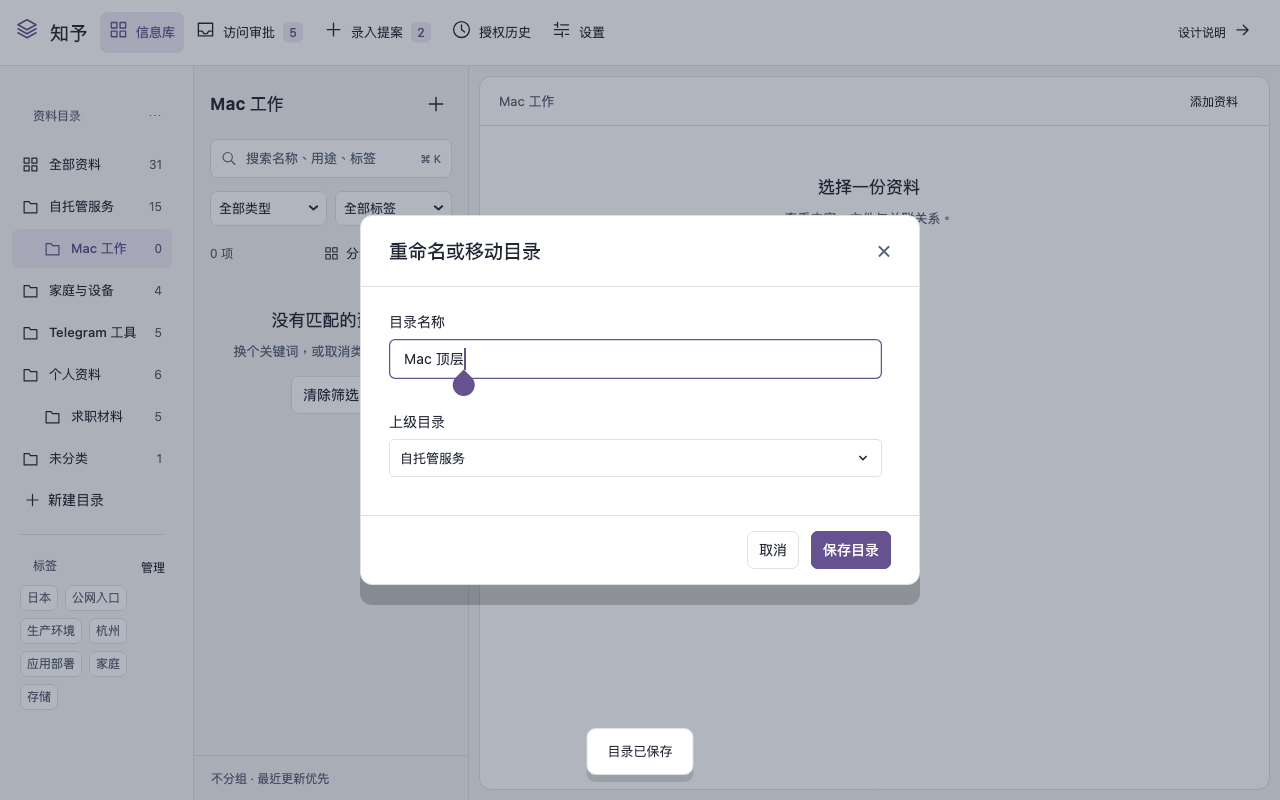 知予
信息库
访问审批 5
录入提案 2
授权历史
设置
设计说明
资料目录 ···
全部资料 31
自托管服务 15
Mac 工作 0
家庭与设备 4
Telegram 工具 5
个人资料 6
求职材料 5
未分类 1
新建目录
标签 管理
日本 公网入口
生产环境 杭州
应用部署 家庭
存储
Mac 工作
搜索名称、用途、标签 ⌘ K
全部类型 全部标签
0 项 分
没有匹配的
换个关键词，或取消类
清除筛选
不分组 · 最近更新优先
Mac 工作 添加资料
选择一份资料
关系。
重命名或移动目录
目录名称
Mac 顶层
上级目录
自托管服务
取消 保存目录
目录已保存